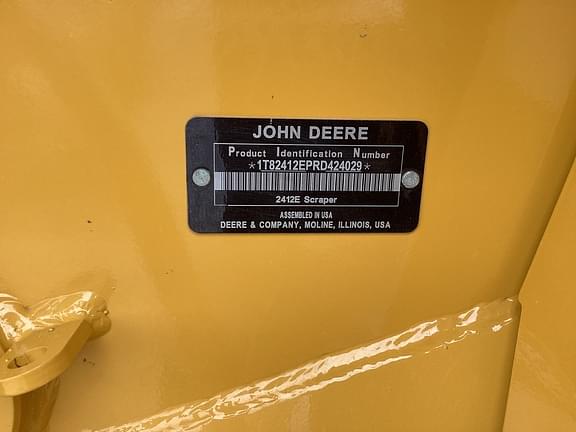 JOHN DEERE
Product Identification Number
*1T82412EPRD424029*
2412E Scraper
ASSEMBLED IN USA
DEERE & COMPANY, MOLINE, ILLINOIS, USA